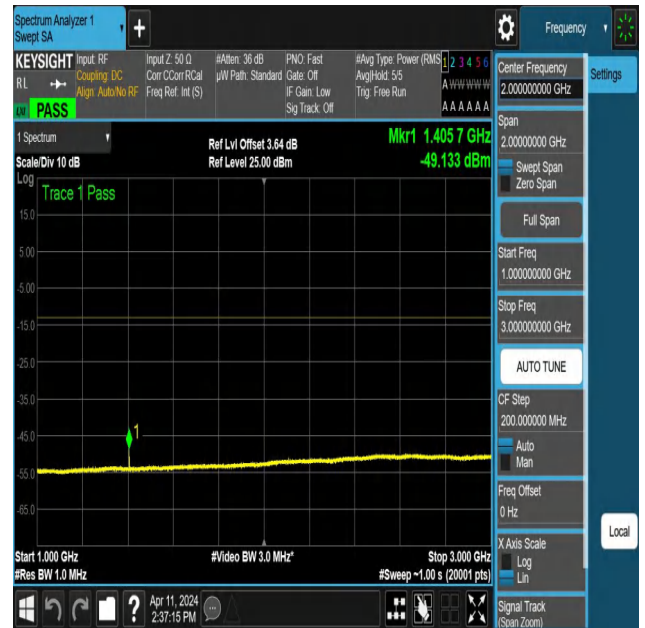 Spectrum Analyzer 1
Swept SA
Frequency
KEYSIGHT
RL
LXI
PASS
Input: RF
Coupling: DC
Align: Auto/No RF
Input Z: 50 Ω
Corr CCorr RCal
Freq Ref: Int (S)
#Atten: 36 dB
µW Path: Standard
PNO: Fast
Gate: Off
IF Gain: Low
Sig Track: Off
#Avg Type: Power (RMS
Avg|Hold: 5/5
Trig: Free Run
1 2 3 4 5 6
A W W W W W
A A A A A A
1 Spectrum
Scale/Div 10 dB
Log
Ref Lvl Offset 3.64 dB
Ref Level 25.00 dBm
Mkr1 1.405 7 GHz
-49.133 dBm
Trace 1 Pass
15.0
5.00
-5.00
-15.0
-25.0
-35.0
-45.0
-55.0
-65.0
1
Start 1.000 GHz
#Res BW 1.0 MHz
#Video BW 3.0 MHz*
Stop 3.000 GHz
#Sweep ~1.00 s (20001 pts)
Center Frequency
2.000000000 GHz
Span
2.00000000 GHz
Swept Span
Zero Span
Full Span
Start Freq
1.000000000 GHz
Stop Freq
3.000000000 GHz
AUTO TUNE
CF Step
200.000000 MHz
Auto
Man
Freq Offset
0 Hz
X Axis Scale
Log
Lin
Signal Track
(Span Zoom)
Settings
Local
Apr 11, 2024
2:37:15 PM